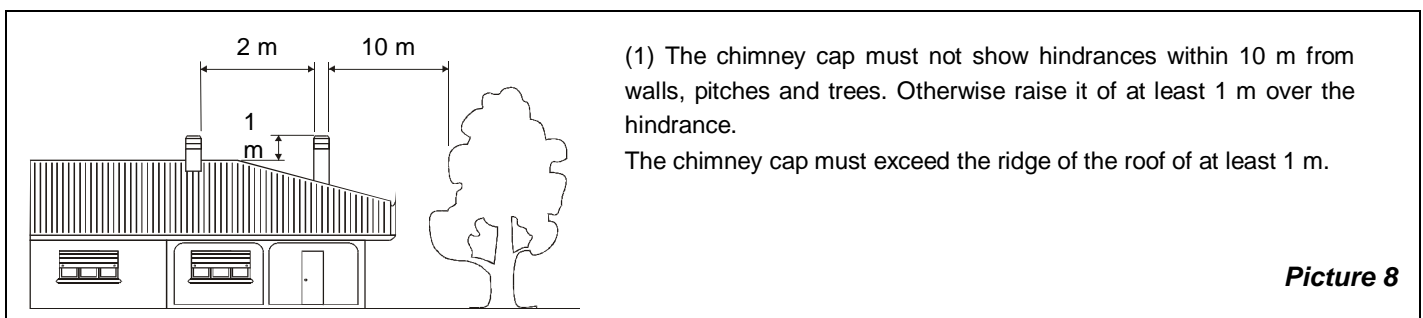 2 m 10 m
1
m
(1) The chimney cap must not show hindrances within 10 m from
walls, pitches and trees. Otherwise raise it of at least 1 m over the
hindrance.
The chimney cap must exceed the ridge of the roof of at least 1 m.
Picture 8